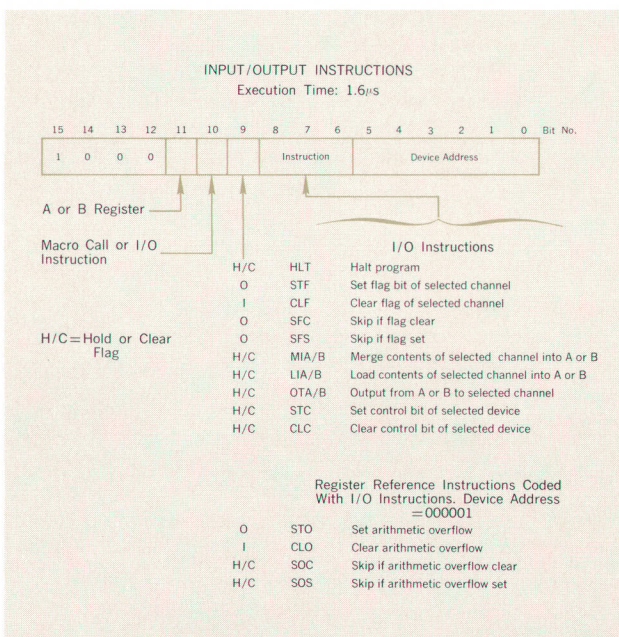 INPUT/OUTPUT INSTRUCTIONS
Execution Time: 1.6μs
15 14 13 12 11 10 9 8 7 6 5 4 3 2 1 0 Bit No.
1 0 0 0 Instruction Device Address
A or B Register
Macro Call or I/O
Instruction
I/O Instructions
H/C HLT Halt program
O STF Set flag bit of selected channel
I CLF Clear flag of selected channel
O SFC Skip if flag clear
O SFS Skip if flag set
H/C=Hold or Clear
Flag
H/C MIA/B Merge contents of selected channel into A or B
H/C LIA/B Load contents of selected channel into A or B
H/C OTA/B Output from A or B to selected channel
H/C STC Set control bit of selected device
H/C CLC Clear control bit of selected device
Register Reference Instructions Coded
With I/O Instructions. Device Address
=000001
O STO Set arithmetic overflow
I CLO Clear arithmetic overflow
H/C SOC Skip if arithmetic overflow clear
H/C SOS Skip if arithmetic overflow set